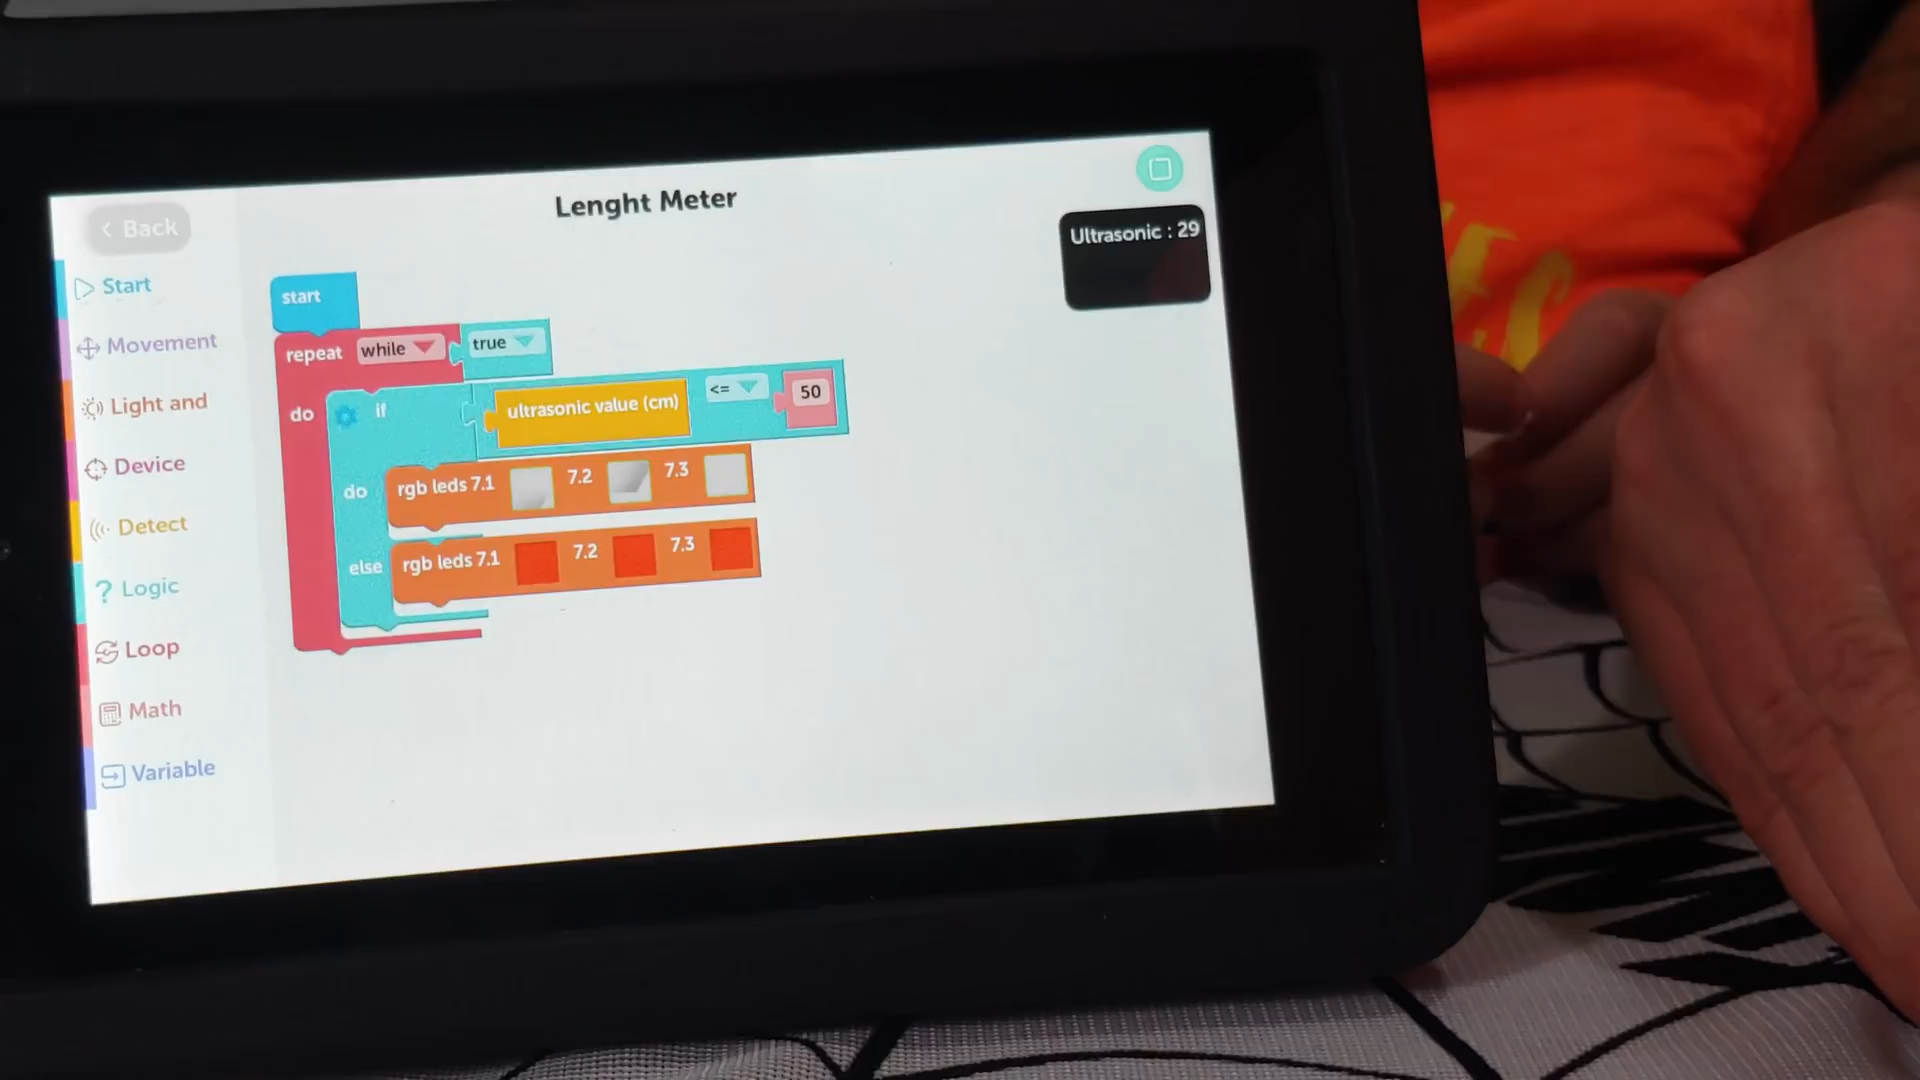 Lenght Meter
Back
Ultrasonic : 29
Start
Movement
Light and
Device
Detect
Logic
Loop
Math
Variable
start
repeat while true
do if ultrasonic value (cm) <= 50
do rgb leds 7.1 7.2 7.3
else rgb leds 7.1 7.2 7.3